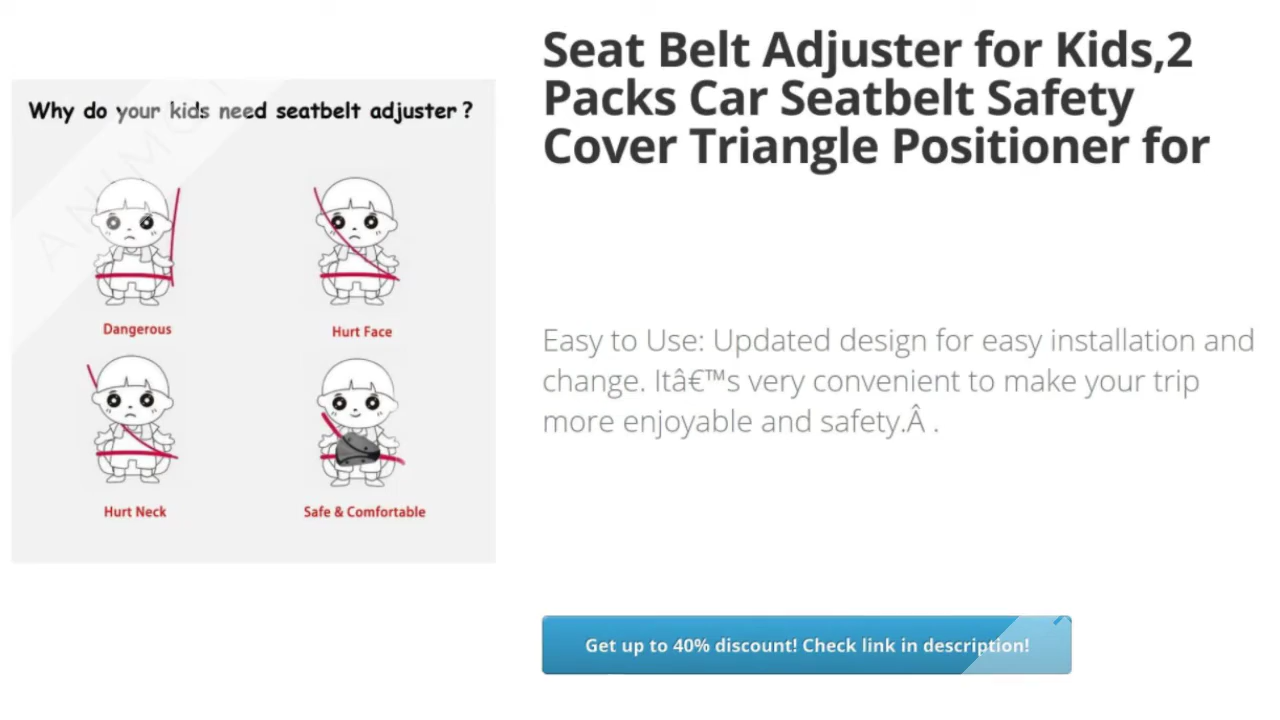 Seat Belt Adjuster for Kids,2
Packs Car Seatbelt Safety
Cover Triangle Positioner for
Why do your kids need seatbelt adjuster ?
Dangerous
Hurt Face
Hurt Neck
Safe & Comfortable
Easy to Use: Updated design for easy installation and
change. Itâ€™s very convenient to make your trip
more enjoyable and safety.Â .
Get up to 40% discount! Check link in description!